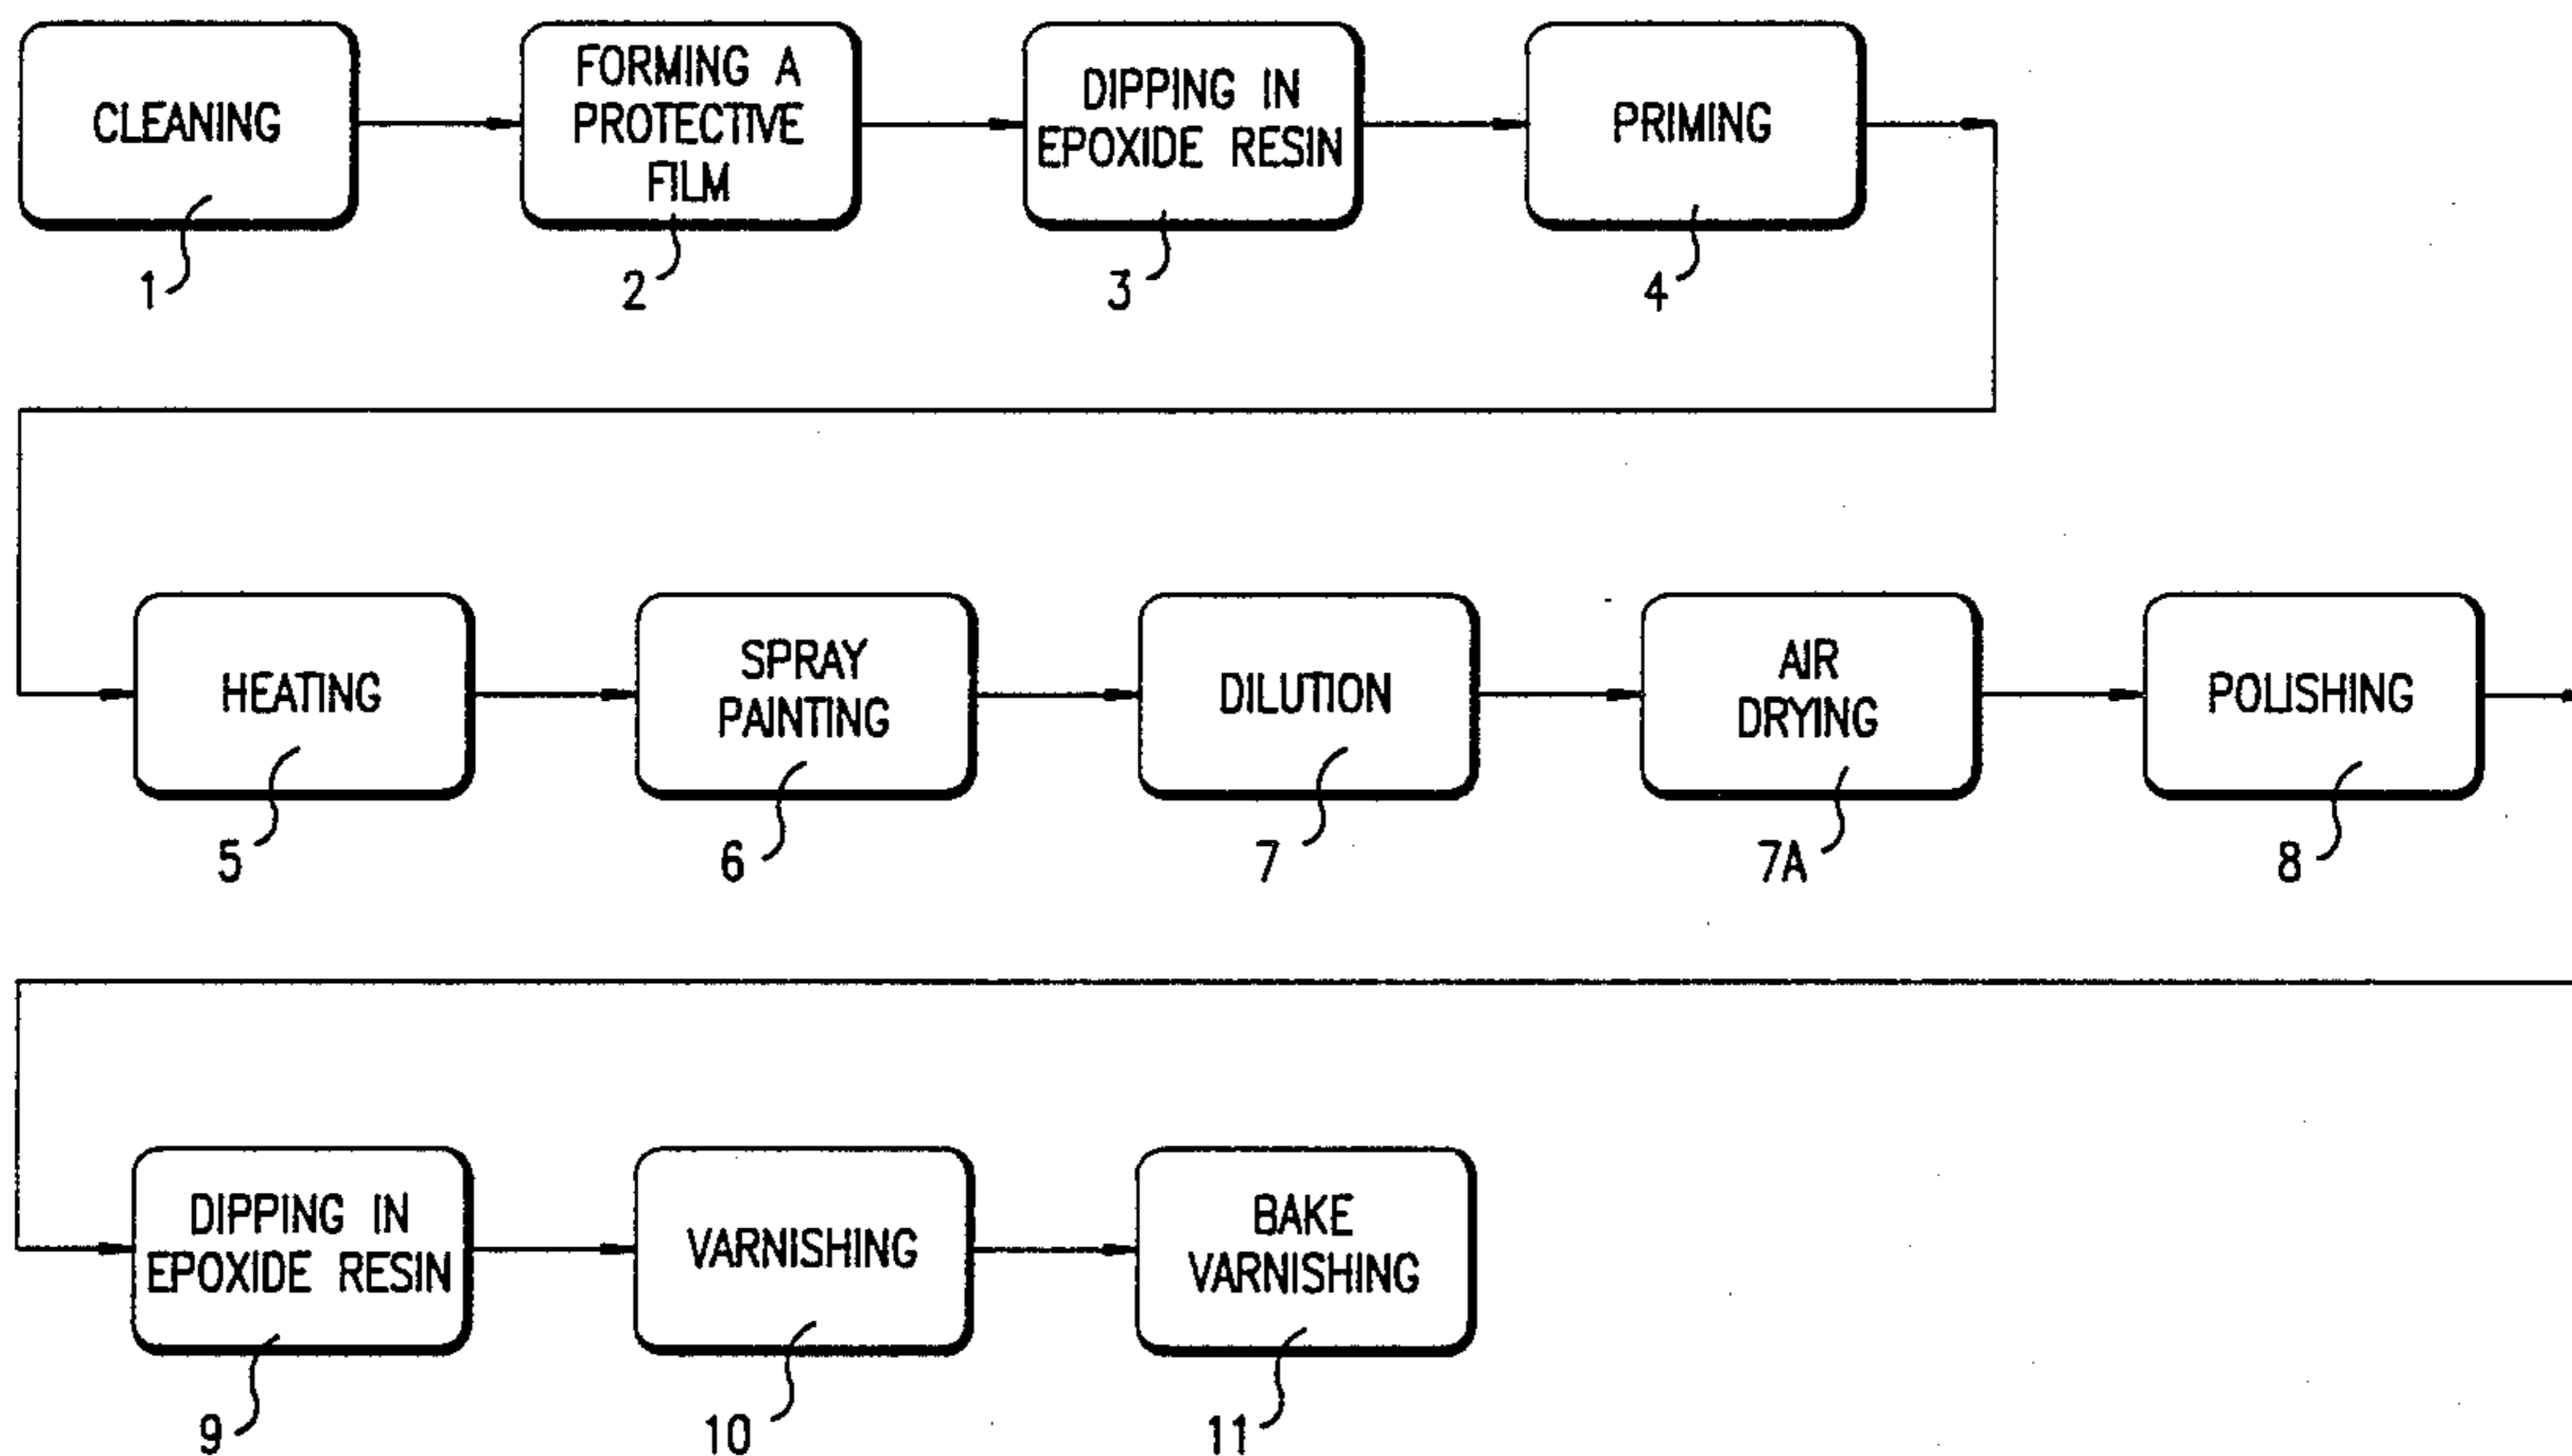 CLEANING
1
FORMING A
PROTECTIVE
FILM
2
DIPPING IN
EPOXIDE RESIN
3
PRIMING
4
HEATING
5
SPRAY
PAINTING
6
DILUTION
7
AIR
DRYING
7A
POLISHING
8
DIPPING IN
EPOXIDE RESIN
9
VARNISHING
10
BAKE
VARNISHING
11